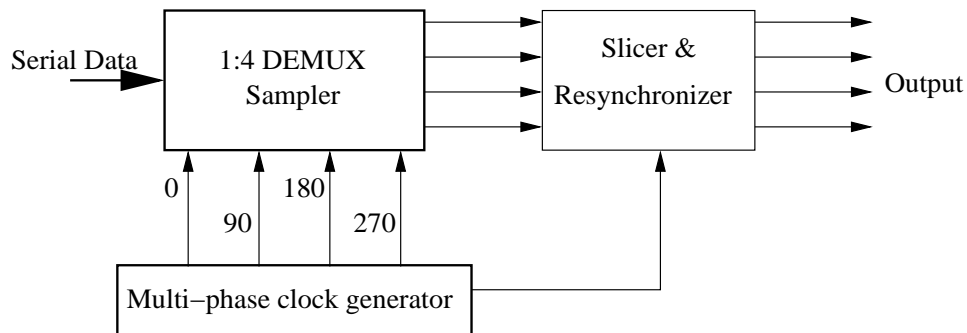 Serial Data
1:4 DEMUX
Sampler
Slicer &
Resynchronizer
Output
0
90
180
270
Multi−phase clock generator